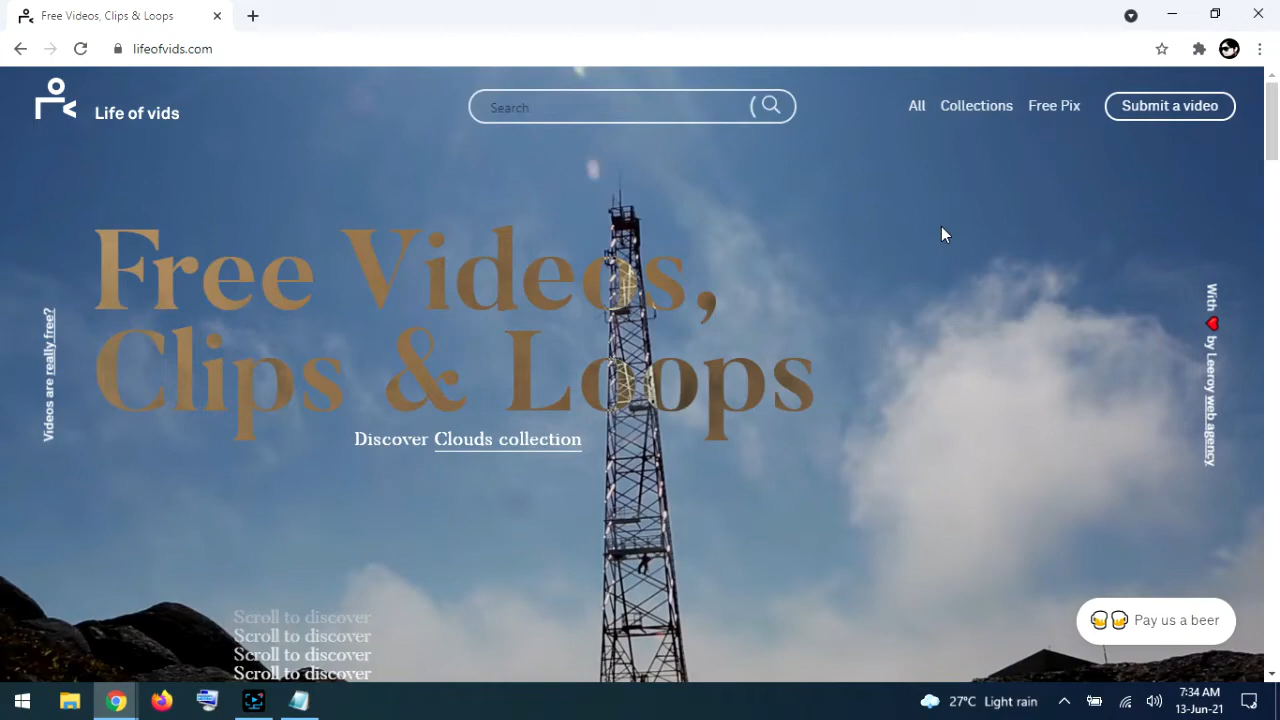 Free Videos, Clips & Loops
lifeofvids.com
Life of vids
Search
All
Collections
Free Pix
Submit a video
Free Videos,
Clips & Loops
Discover Clouds collection
Videos are really free?
With ❤ by Leeroy web agency
Scroll to discover
Scroll to discover
Scroll to discover
Scroll to discover
Pay us a beer
27°C Light rain
7:34 AM
13-Jun-21